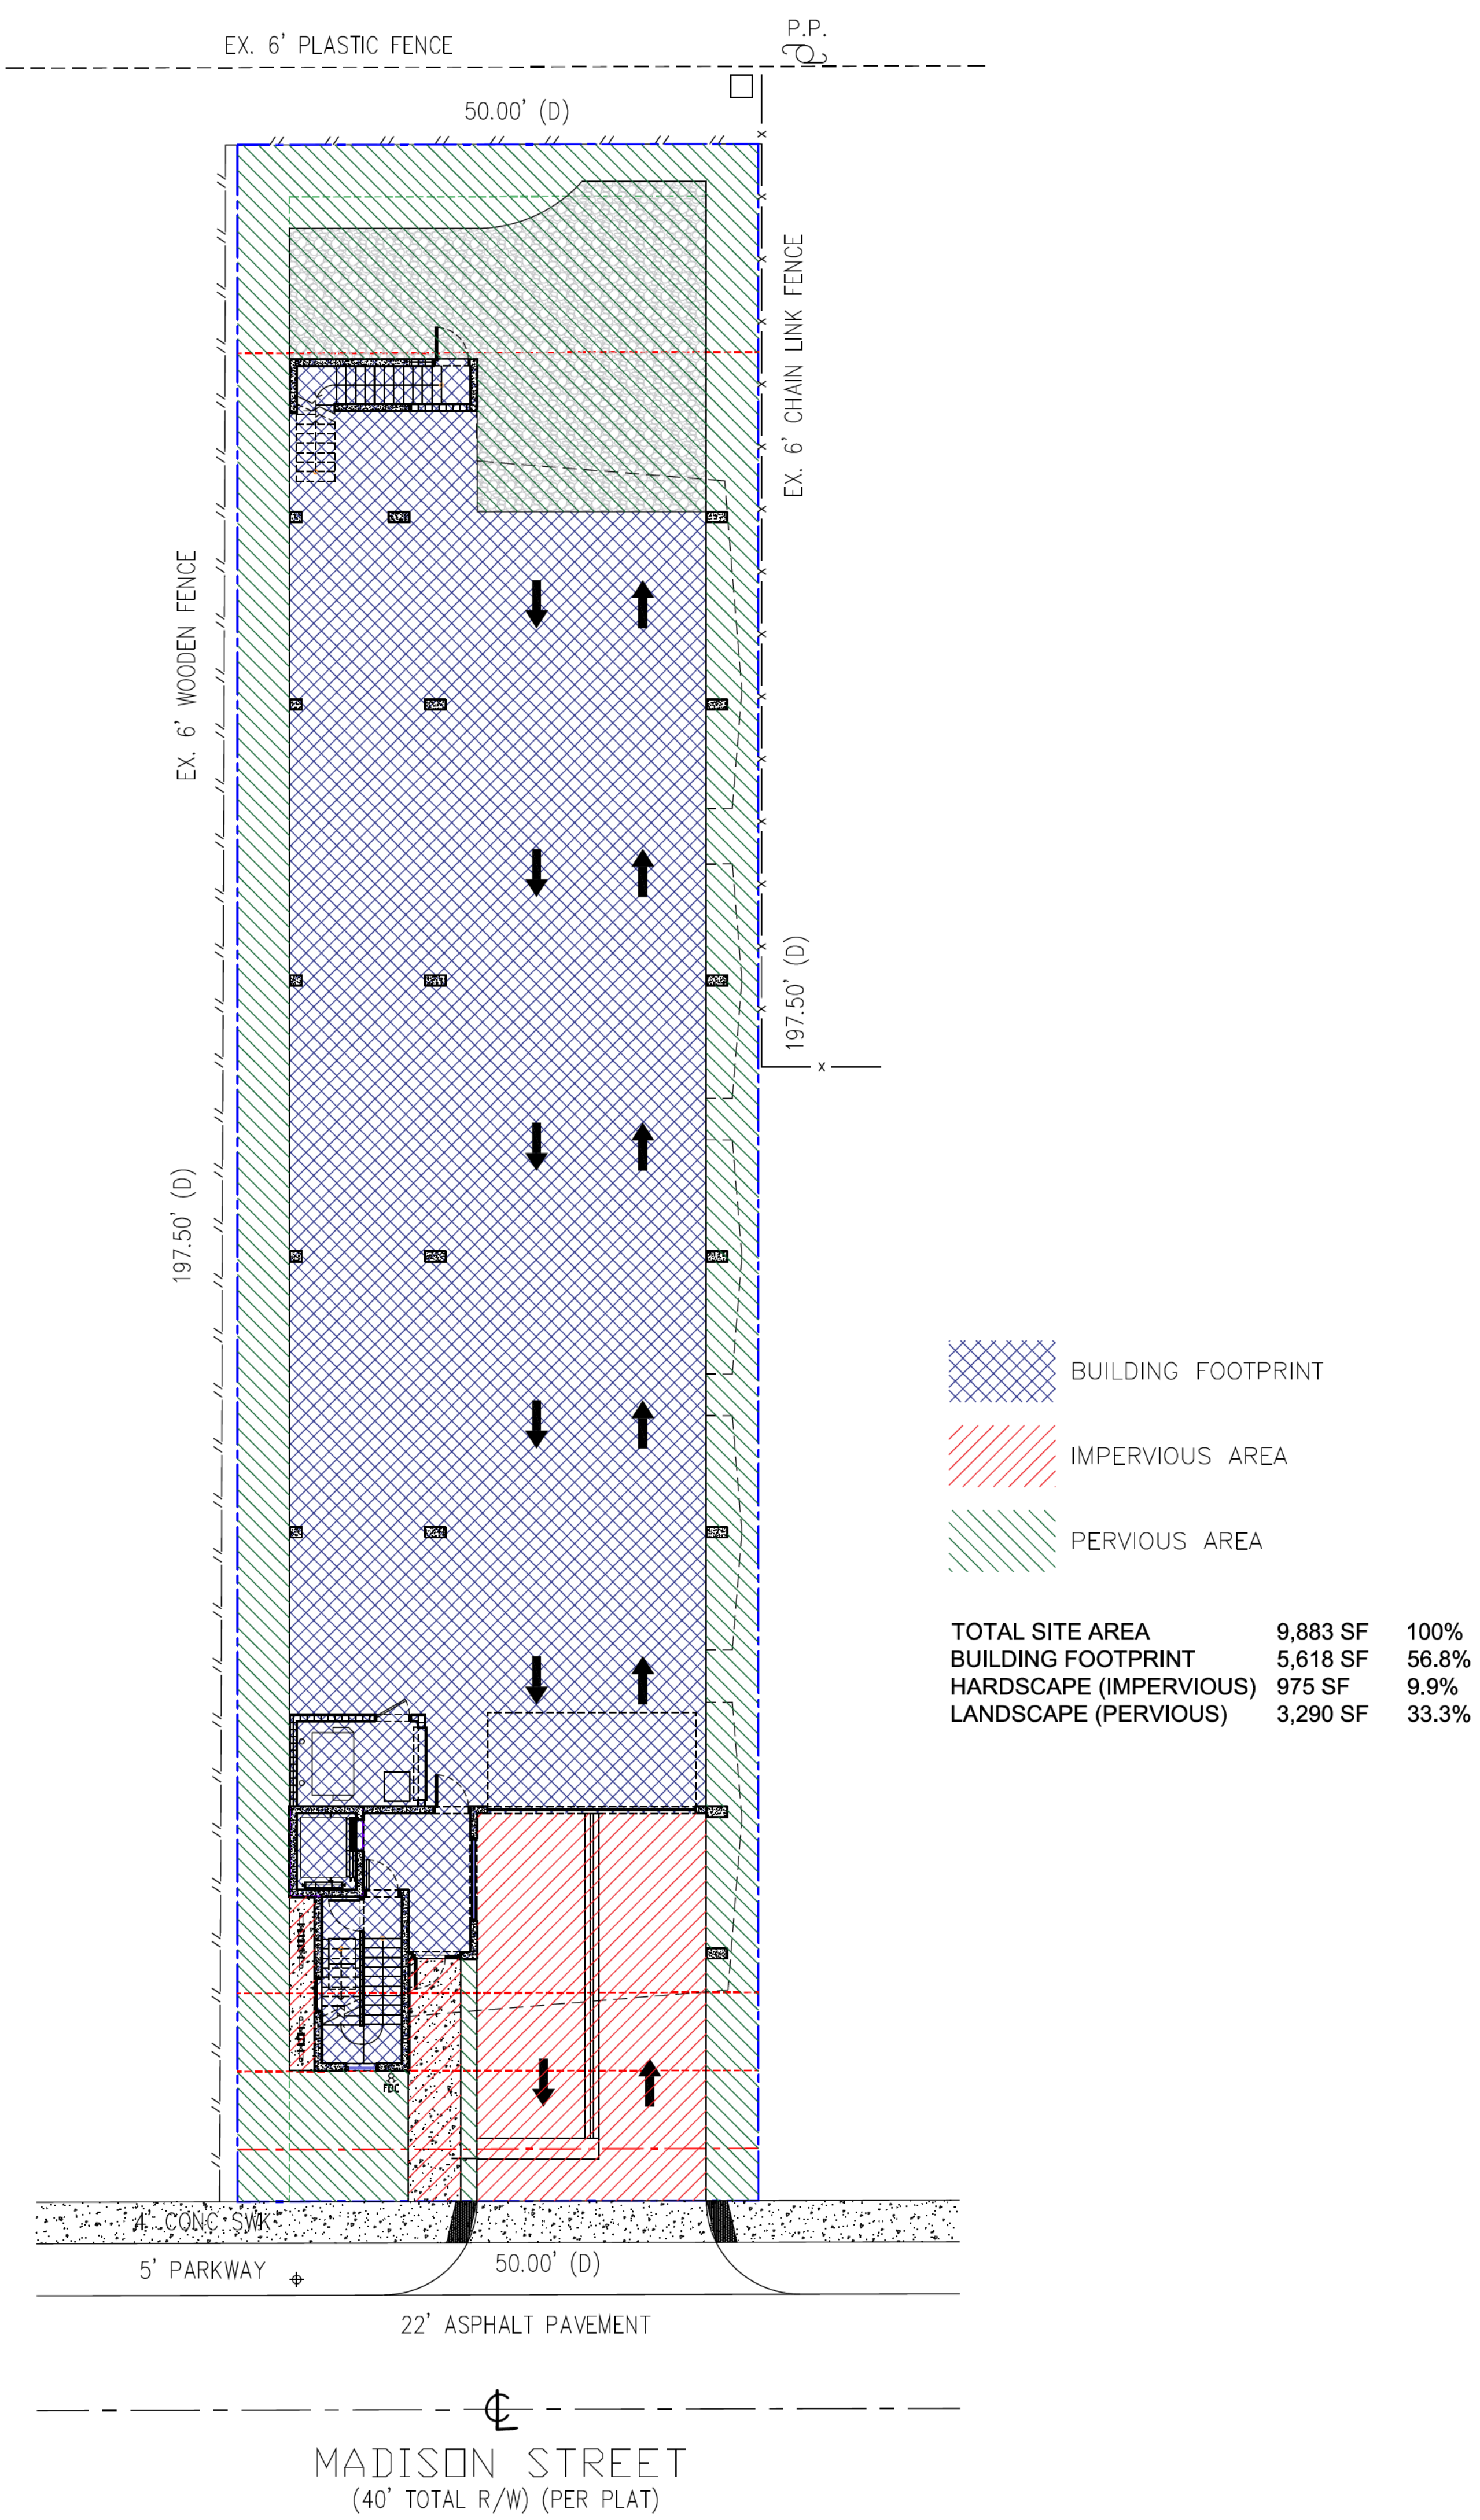 P.P.
EX. 6' PLASTIC FENCE
50.00' (D)
EX. 6' CHAIN LINK FENCE
EX. 6' WOODEN FENCE
197.50' (D)
197.50' (D)
BUILDING FOOTPRINT
IMPERVIOUS AREA
PERVIOUS AREA
TOTAL SITE AREA 9,883 SF 100%
BUILDING FOOTPRINT 5,618 SF 56.8%
HARDSCAPE (IMPERVIOUS) 975 SF 9.9%
LANDSCAPE (PERVIOUS) 3,290 SF 33.3%
FDC
4' CONC SWK
5' PARKWAY
50.00' (D)
22' ASPHALT PAVEMENT
MADISON STREET
(40' TOTAL R/W) (PER PLAT)